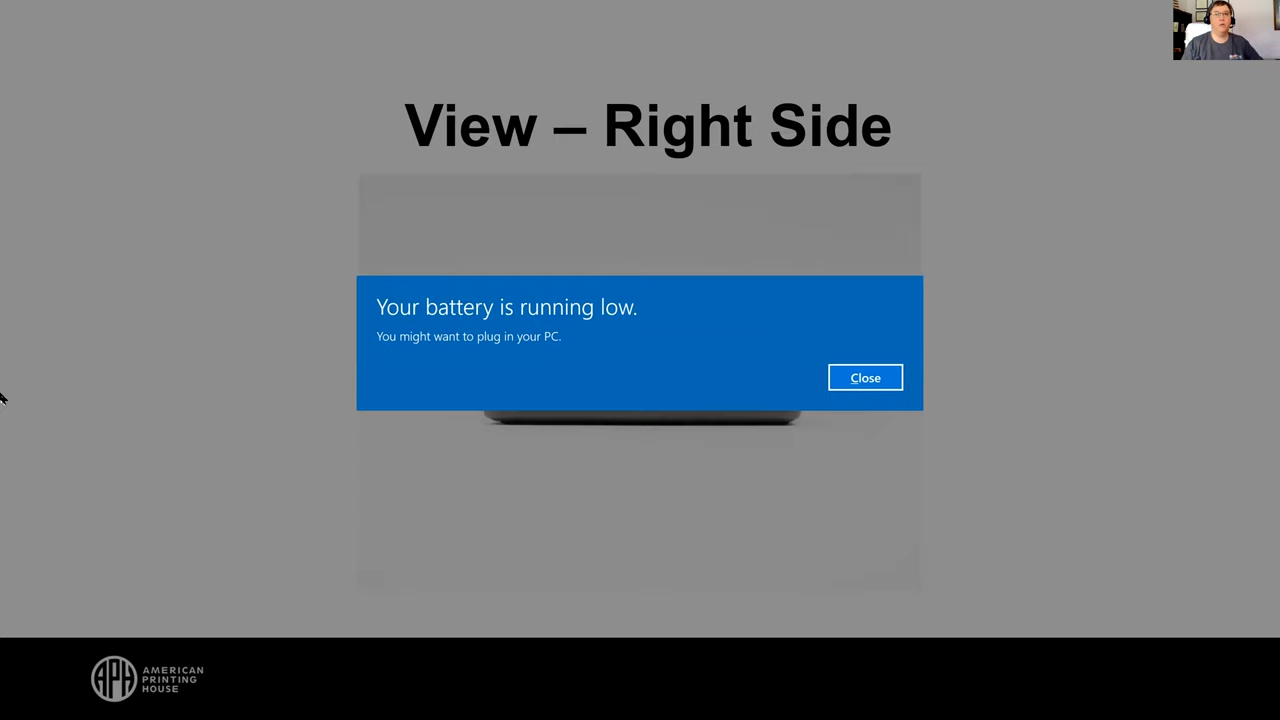 View – Right Side
Your battery is running low.
You might want to plug in your PC.
Close
APH
AMERICAN
PRINTING
HOUSE